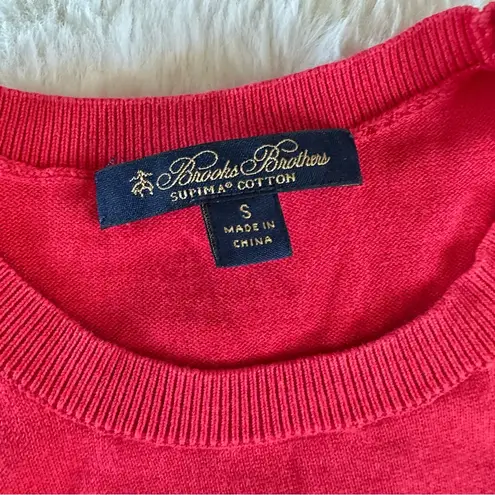 Brooks Brothers
SUPIMA® COTTON
S
MADE IN
CHINA